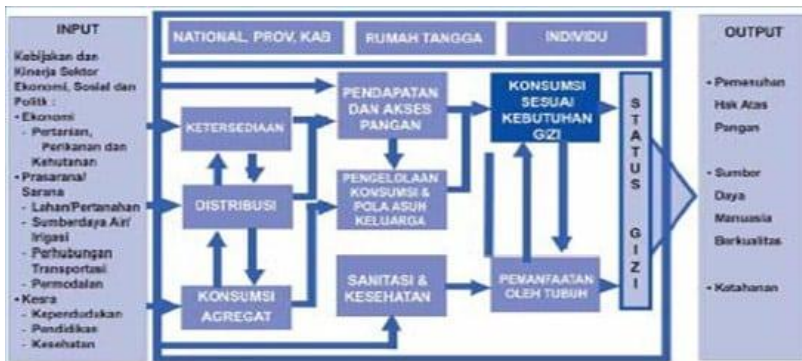 INPUT
Kebijakan dan
Kinerja Sektor
Ekonomi, Sosial dan
Politk :
• Ekonomi
- Pertanian,
Perikanan dan
Kehutanan
• Prasarana/
Sarana
- Lahan/Pertanahan
- Sumberdaya Air/
Irigasi
- Perhubungan
Transportasi
- Permodalan
• Kesra
- Kependudukan
- Pendidikan
- Kesehatan
NATIONAL, PROV, KAB
RUMAH TANGGA
INDIVIDU
KETERSEDIAAN
DISTRIBUSI
KONSUMSI
AGREGAT
PENDAPATAN
DAN AKSES
PANGAN
PENGELOLAAN
KONSUMSI &
POLA ASUH
KELUARGA
SANITASI &
KESEHATAN
KONSUMSI
SESUAI
KEBUTUHAN
GIZI
PEMANFAATAN
OLEH TUBUH
STATUS GIZI
OUTPUT
• Pemenuhan
Hak Atas
Pangan
• Sumber
Daya
Manuasia
Berkualitas
• Ketahanan